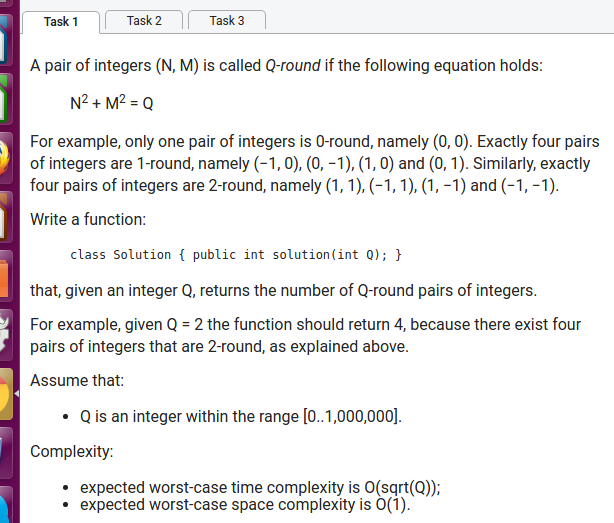 Task 1 Task 2 Task 3
A pair of integers (N, M) is called Q-round if the following equation holds:
N² + M² = Q
For example, only one pair of integers is 0-round, namely (0, 0). Exactly four pairs
of integers are 1-round, namely (−1, 0), (0, −1), (1, 0) and (0, 1). Similarly, exactly
four pairs of integers are 2-round, namely (1, 1), (−1, 1), (1, −1) and (−1, −1).
Write a function:
class Solution { public int solution(int Q); }
that, given an integer Q, returns the number of Q-round pairs of integers.
For example, given Q = 2 the function should return 4, because there exist four
pairs of integers that are 2-round, as explained above.
Assume that:
• Q is an integer within the range [0..1,000,000].
Complexity:
• expected worst-case time complexity is O(sqrt(Q));
• expected worst-case space complexity is O(1).